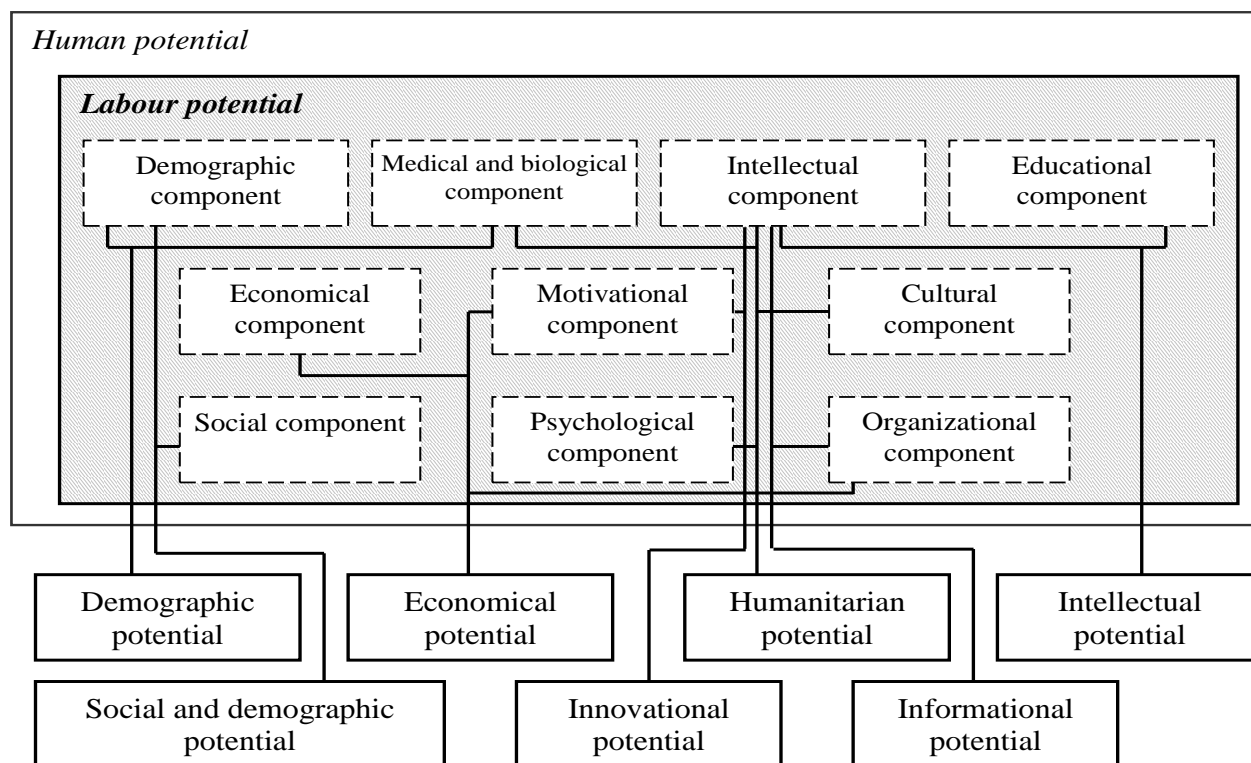 Human potential
Labour potential
Demographic
component
Medical and biological
component
Intellectual
component
Educational
component
Economical
component
Motivational
component
Cultural
component
Social component
Psychological
component
Organizational
component
Demographic
potential
Economical
potential
Humanitarian
potential
Intellectual
potential
Social and demographic
potential
Innovational
potential
Informational
potential